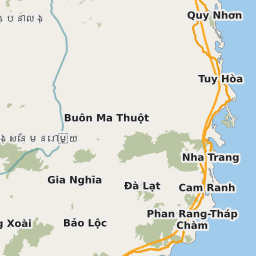 Quy Nhơn
Tuy Hòa
Buôn Ma Thuột
Nha Trang
Gia Nghĩa
Đà Lạt
Cam Ranh
Phan Rang-Tháp
Chàm
Bảo Lộc
Xoài